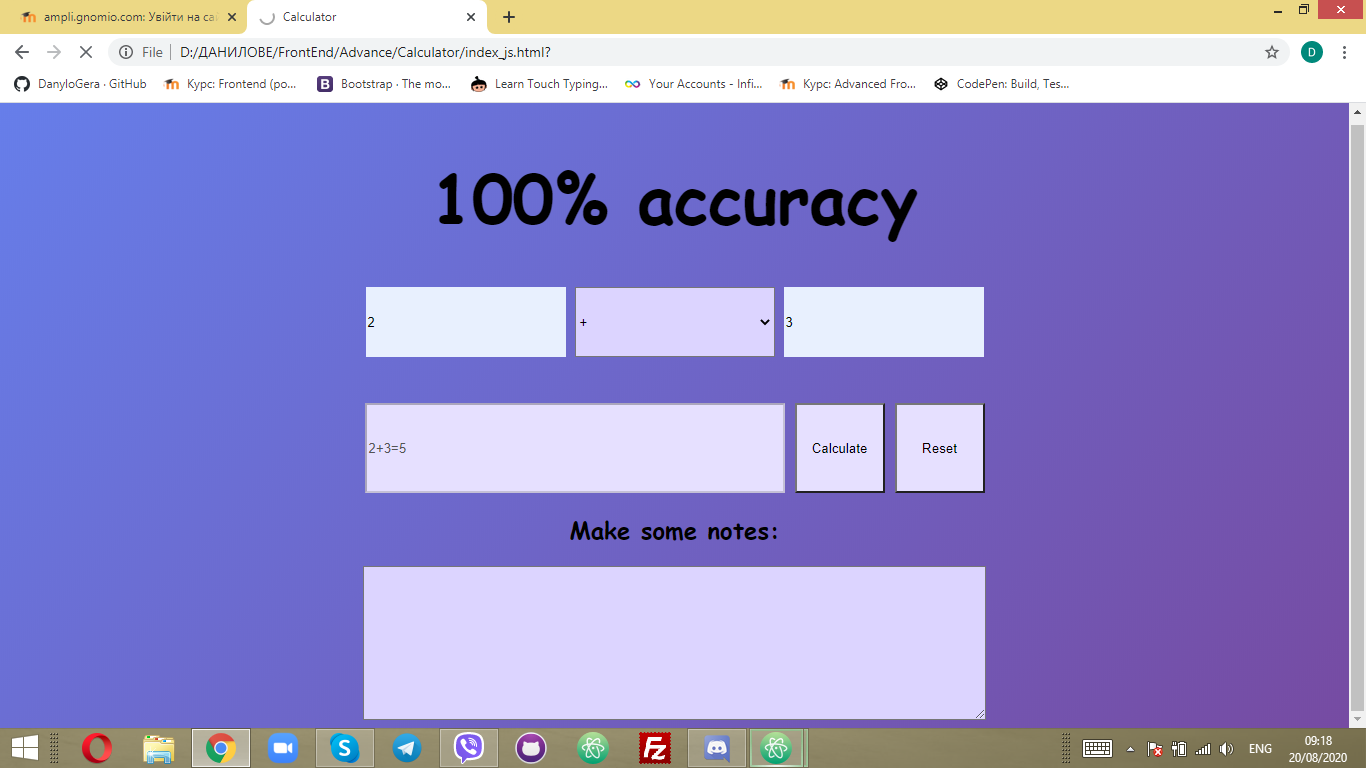 ampli.gnomio.com: Увійти на сай
Calculator
File
D:/ДАНИЛОВЕ/FrontEnd/Advance/Calculator/index_js.html?
D
DanyloGera · GitHub
Курс: Frontend (po...
Bootstrap · The mo...
Learn Touch Typing...
Your Accounts - Infi...
Курс: Advanced Fro...
CodePen: Build, Tes...
100% accuracy
2
+
3
2+3=5
Calculate
Reset
Make some notes:
ENG
09:18
20/08/2020